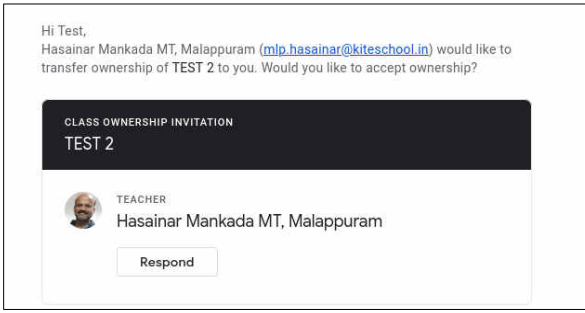 Hi Test,
Hasainar Mankada MT, Malappuram (mlp.hasainar@kiteschool.in) would like to
transfer ownership of TEST 2 to you. Would you like to accept ownership?
CLASS OWNERSHIP INVITATION
TEST 2
TEACHER
Hasainar Mankada MT, Malappuram
Respond